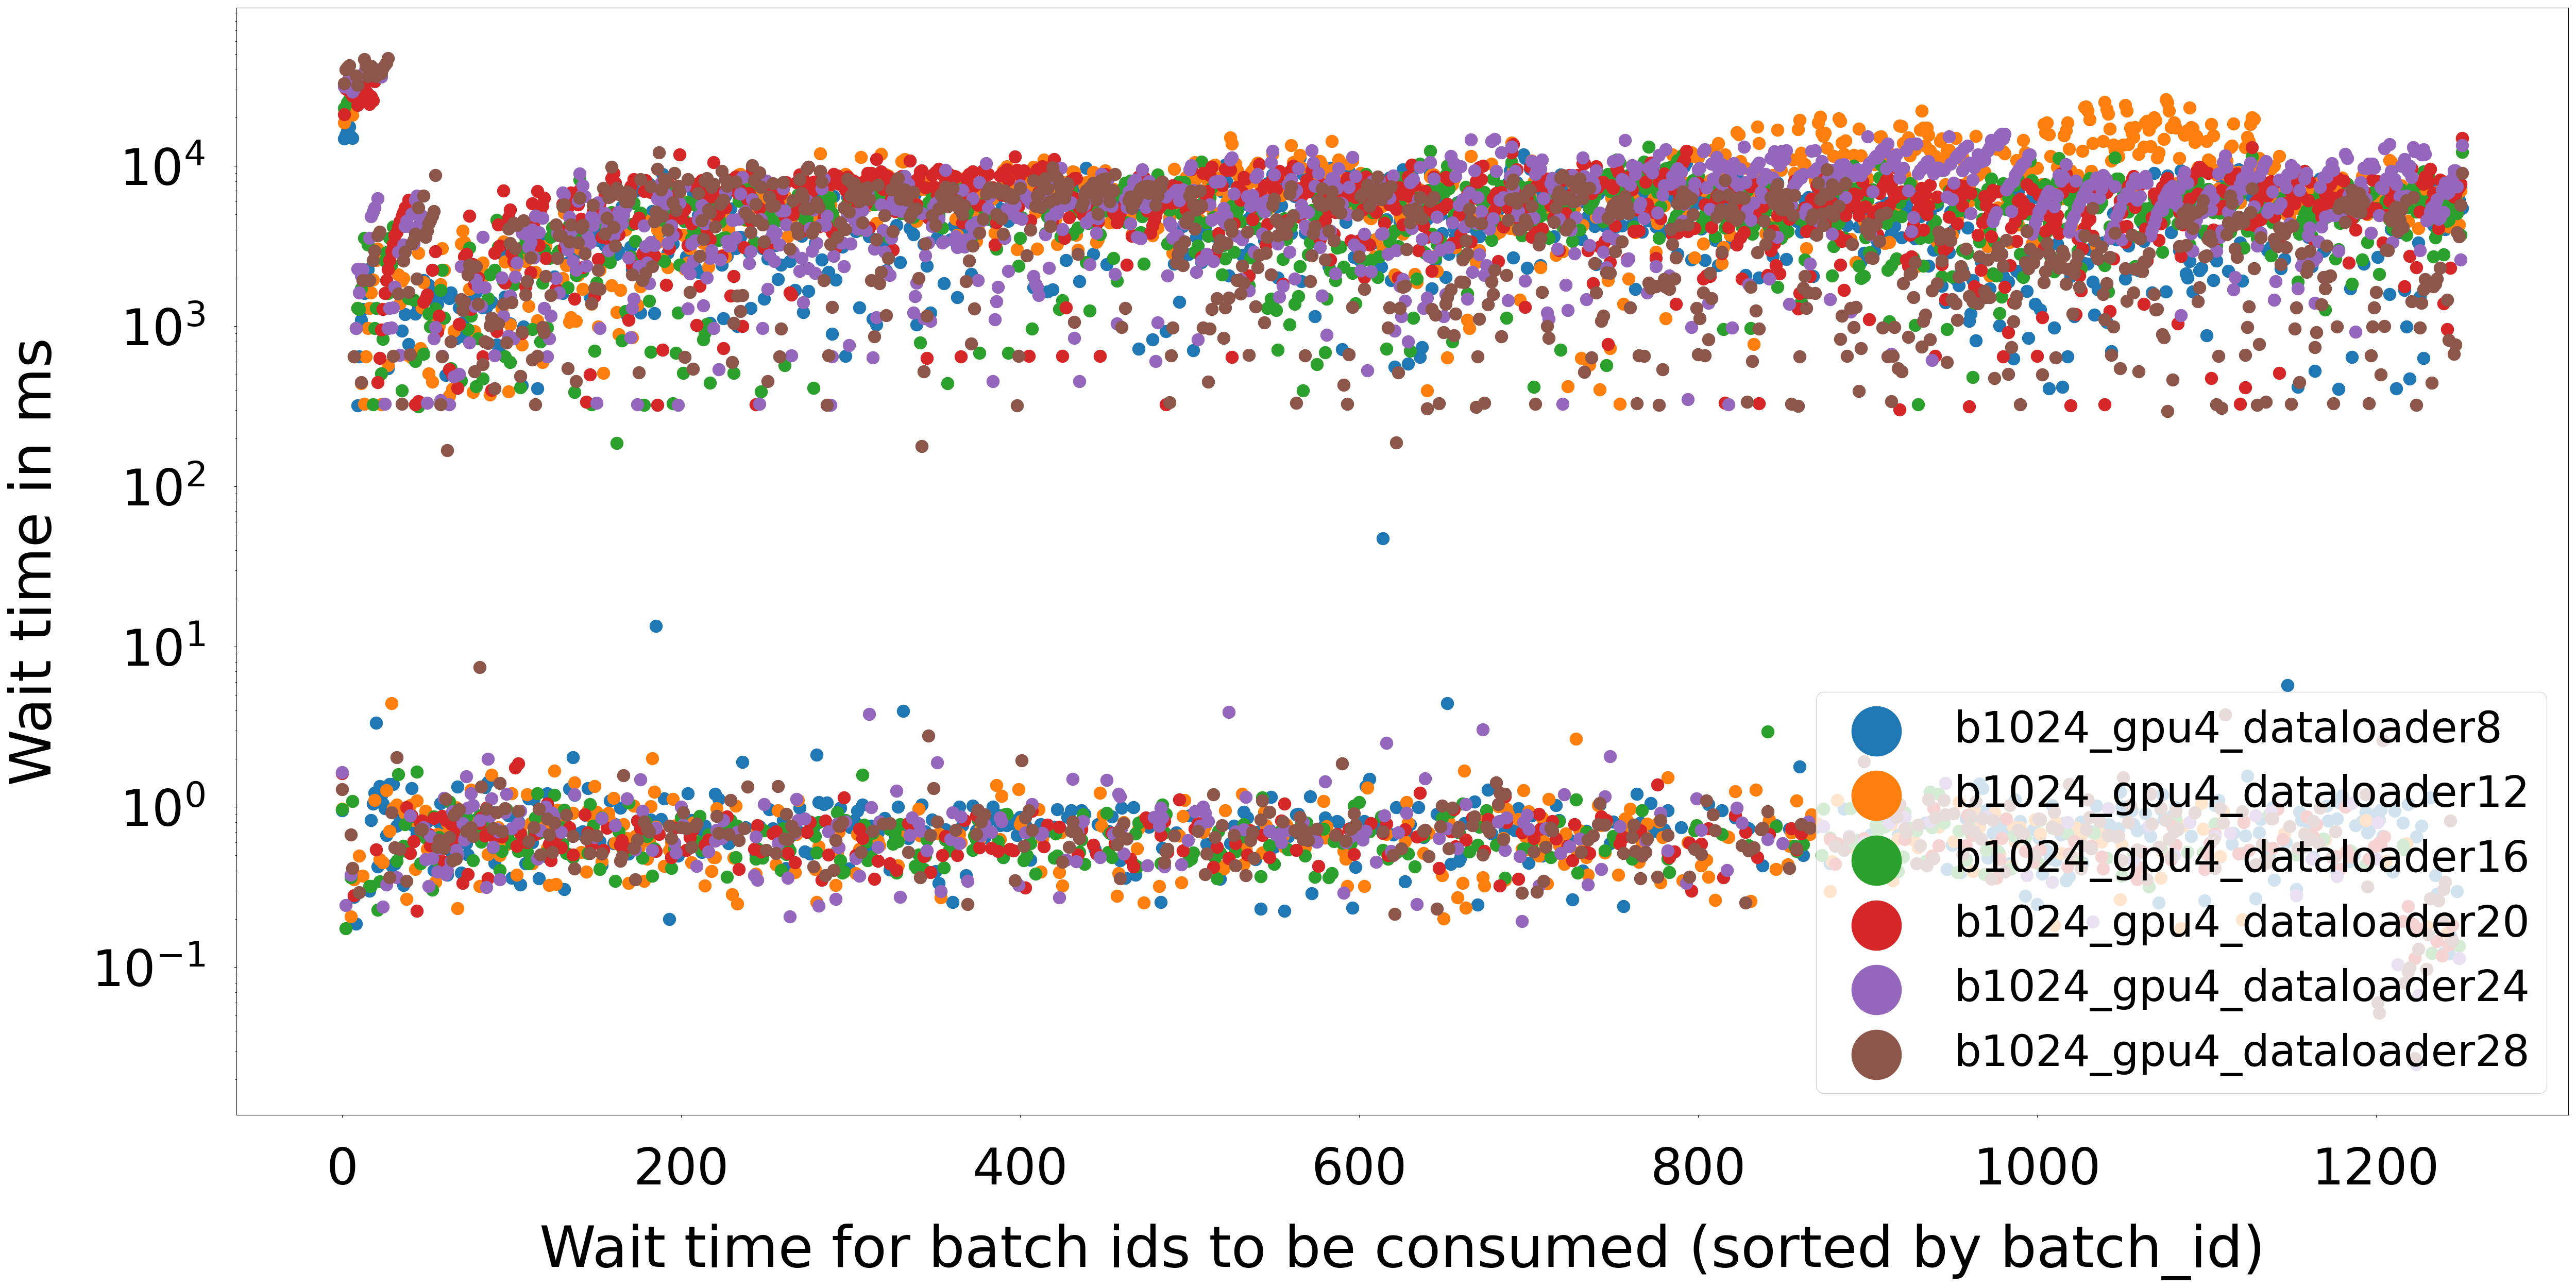 Wait time in ms
10^4
10^3
10^2
10^1
10^0
10^-1
b1024_gpu4_dataloader8
b1024_gpu4_dataloader12
b1024_gpu4_dataloader16
b1024_gpu4_dataloader20
b1024_gpu4_dataloader24
b1024_gpu4_dataloader28
0 200 400 600 800 1000 1200
Wait time for batch ids to be consumed (sorted by batch_id)